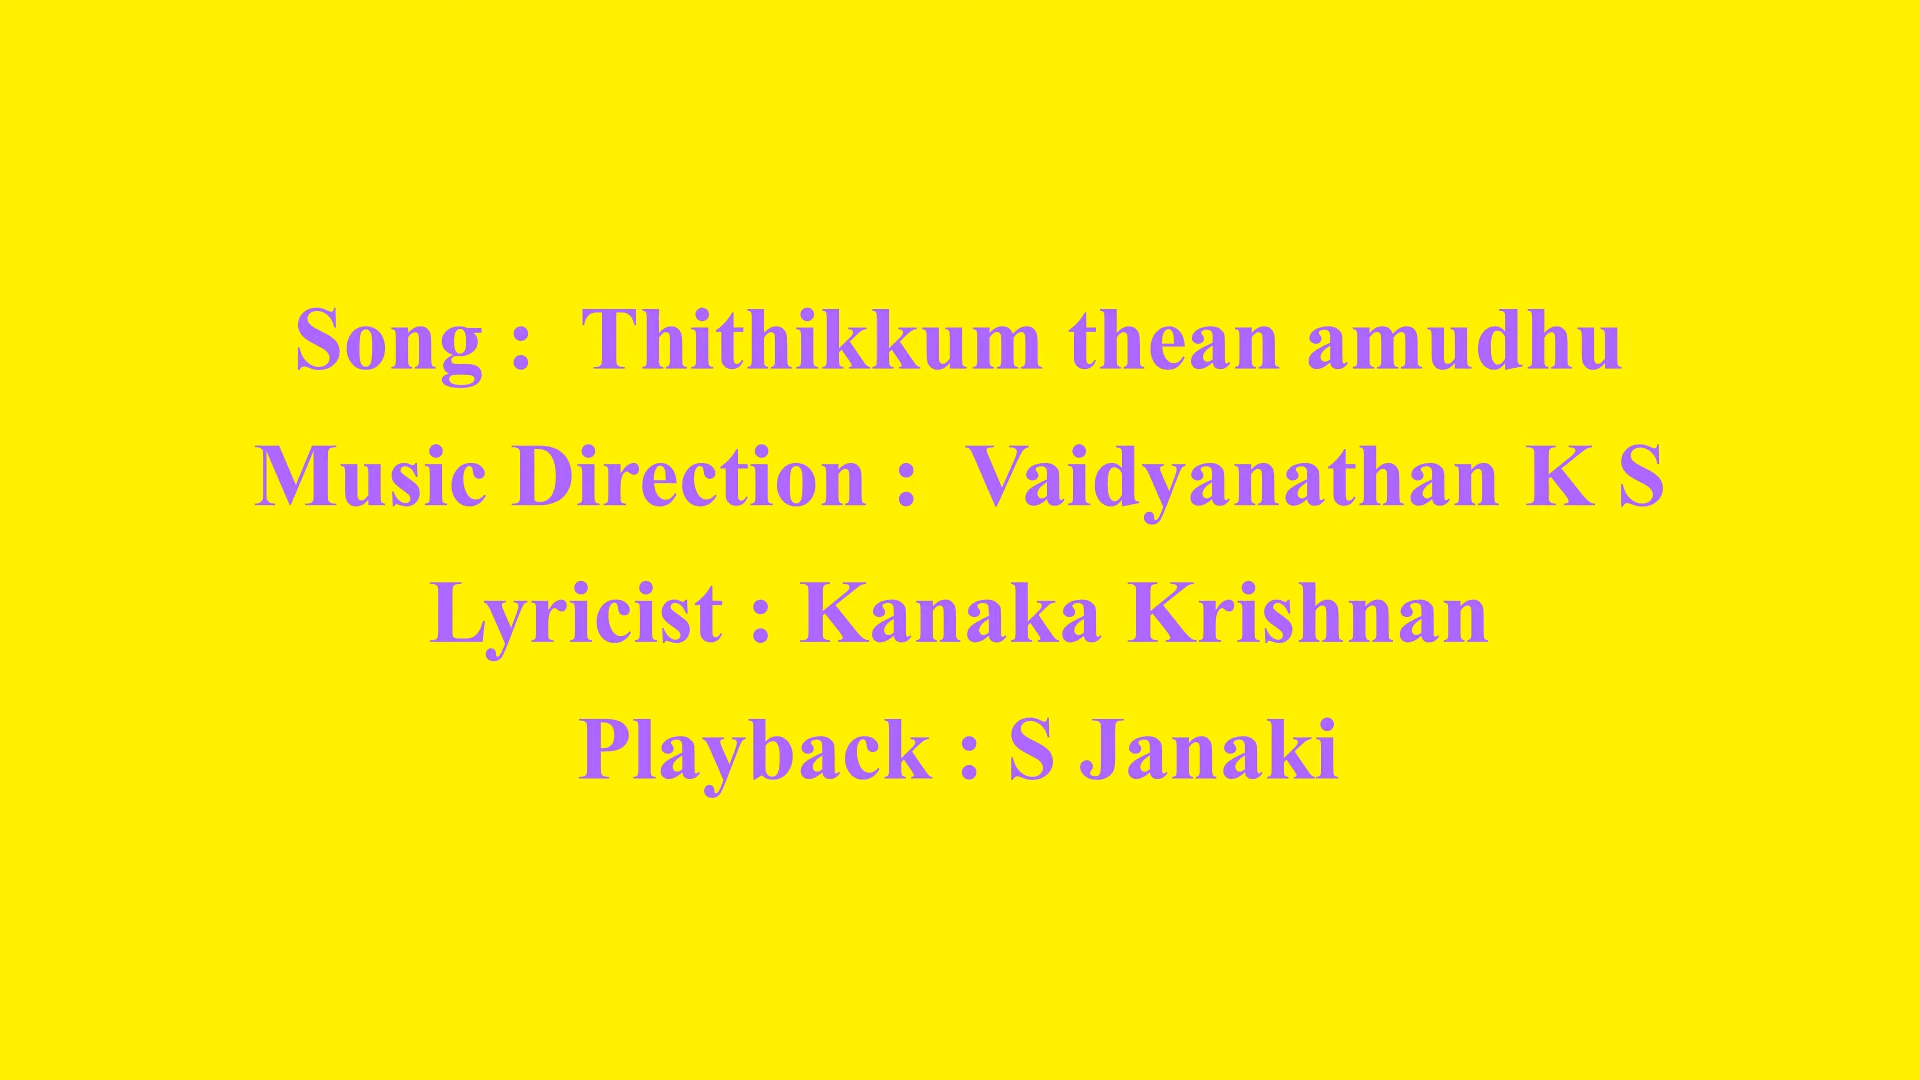 Song :  Thithikkum thean amudhu
Music Direction :  Vaidyanathan K S
Lyricist : Kanaka Krishnan
Playback : S Janaki